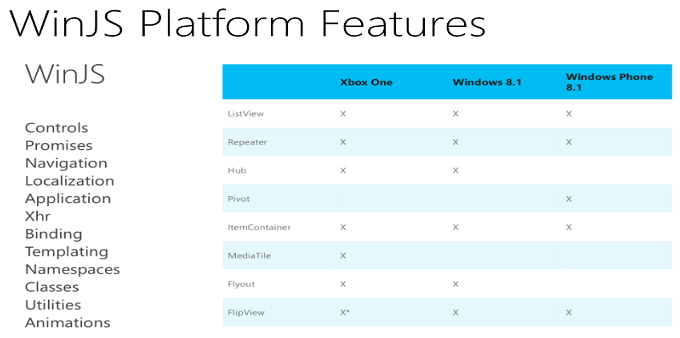 WinJS Platform Features
WinJS
Controls
Promises
Navigation
Localization
Application
Xhr
Binding
Templating
Namespaces
Classes
Utilities
Animations
Xbox One Windows 8.1 Windows Phone 8.1
ListView X X X
Repeater X X X
Hub X X
Pivot X
ItemContainer X X X
MediaTile X
Flyout X X
FlipView X* X X